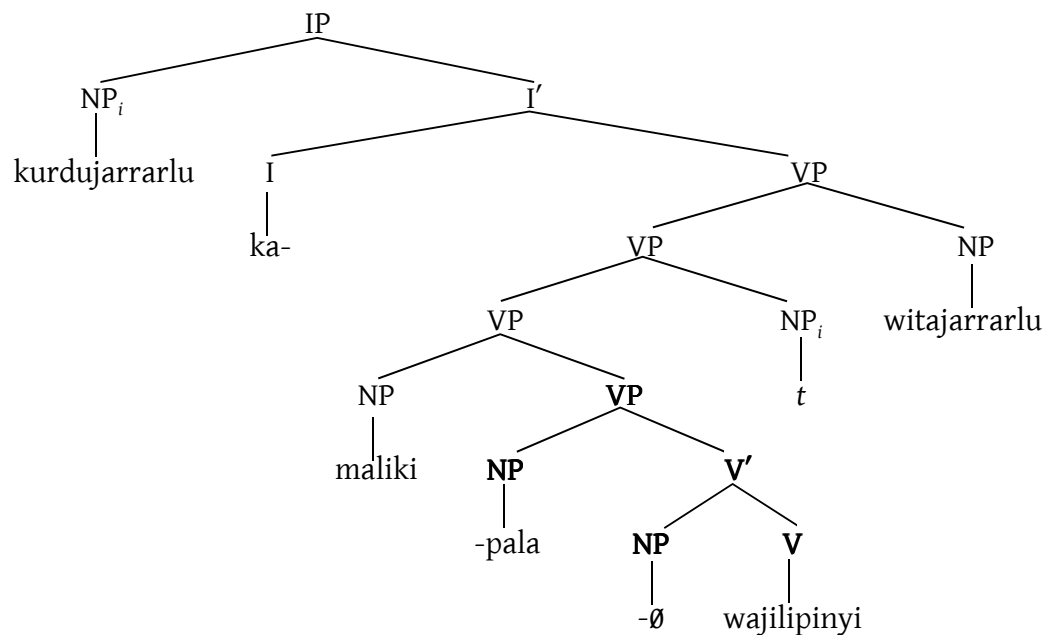 IP
NPᵢ I′
kurdujarrarlu I VP
ka- VP NP
VP NPᵢ witajarrarlu
NP VP t
maliki NP V′
-pala NP V
-Ø wajilipinyi